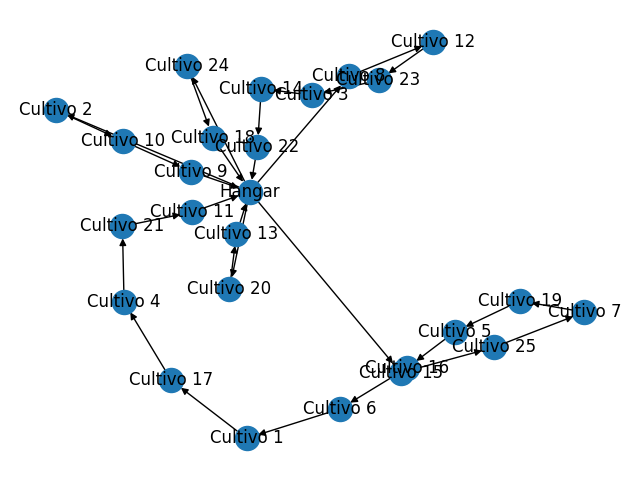 Cultivo 12
Cultivo 24
Cultivo 8
Cultivo 23
Cultivo 14
Cultivo 3
Cultivo 2
Cultivo 10
Cultivo 18
Cultivo 22
Cultivo 9
Hangar
Cultivo 11
Cultivo 21
Cultivo 13
Cultivo 20
Cultivo 4
Cultivo 19
Cultivo 7
Cultivo 5
Cultivo 25
Cultivo 16
Cultivo 15
Cultivo 17
Cultivo 6
Cultivo 1